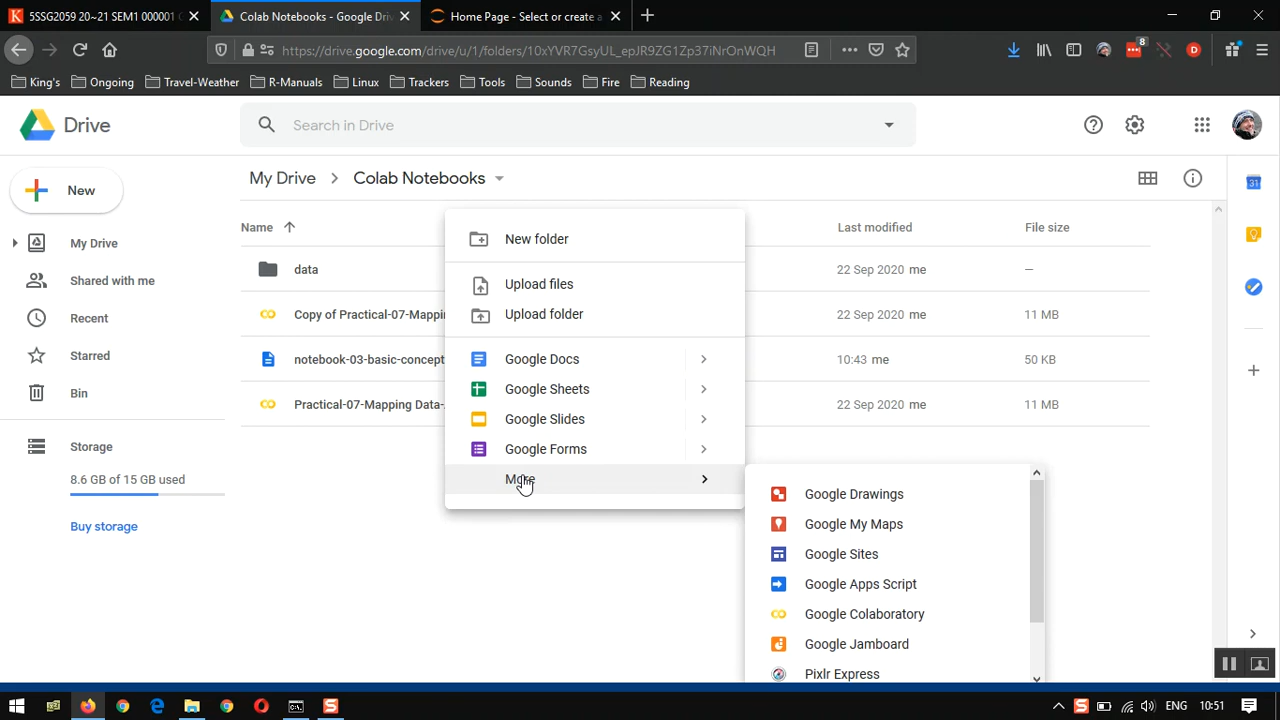 5SSG2059 20~21 SEM1 000001
Colab Notebooks - Google Driv
Home Page - Select or create a
https://drive.google.com/drive/u/1/folders/10xYVR7GsyUL_epJR9ZG1Zp37iNrOnWQH
8
D
King's
Ongoing
Travel-Weather
R-Manuals
Linux
Trackers
Tools
Sounds
Fire
Reading
Drive
Search in Drive
New
My Drive
Colab Notebooks
31
Name
Last modified
File size
New folder
My Drive
data
22 Sep 2020 me
–
Shared with me
Upload files
Upload folder
Recent
Copy of Practical-07-Mappi
22 Sep 2020 me
11 MB
Starred
notebook-03-basic-concept
Google Docs
10:43 me
50 KB
Bin
Google Sheets
Practical-07-Mapping Data-
22 Sep 2020 me
11 MB
Google Slides
Storage
Google Forms
8.6 GB of 15 GB used
More
Buy storage
Google Drawings
Google My Maps
Google Sites
Google Apps Script
Google Colaboratory
Google Jamboard
Pixlr Express
ENG
10:51